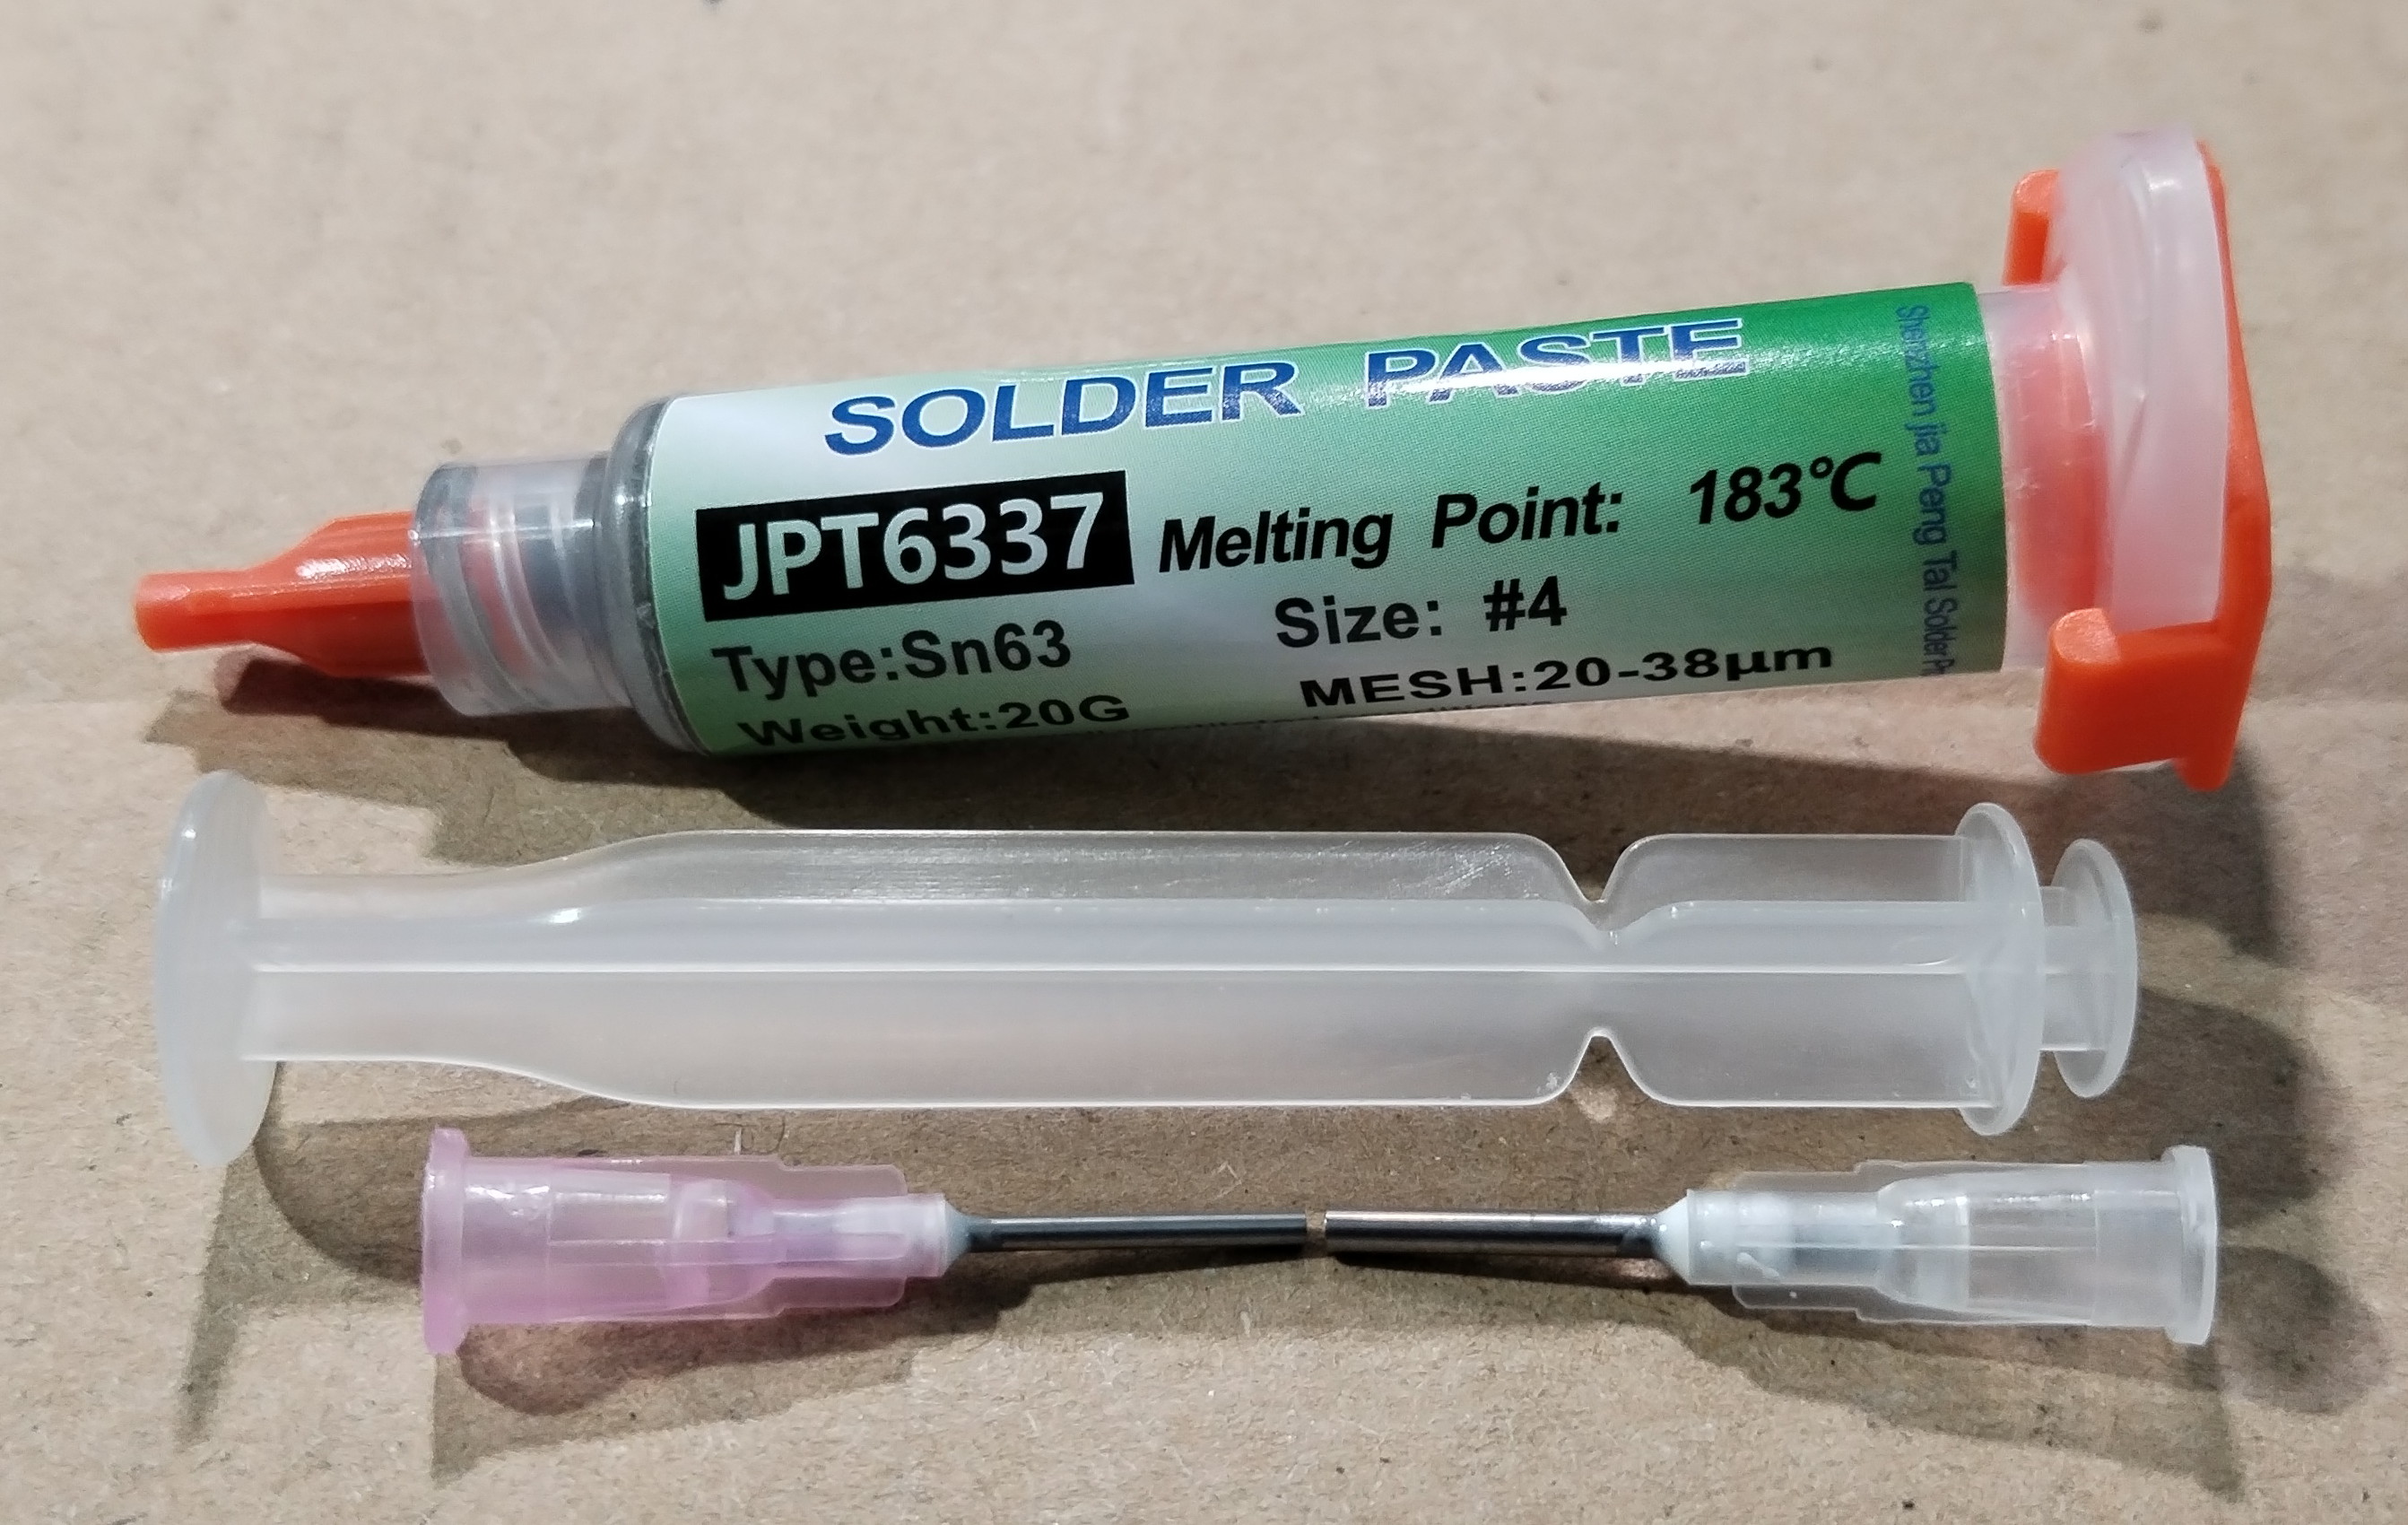 SOLDER PASTE
JPT6337 Melting Point: 183℃
Type:Sn63 Size: #4
Weight:20G MESH:20-38μm
Shenzhen jia Peng Tai Solder